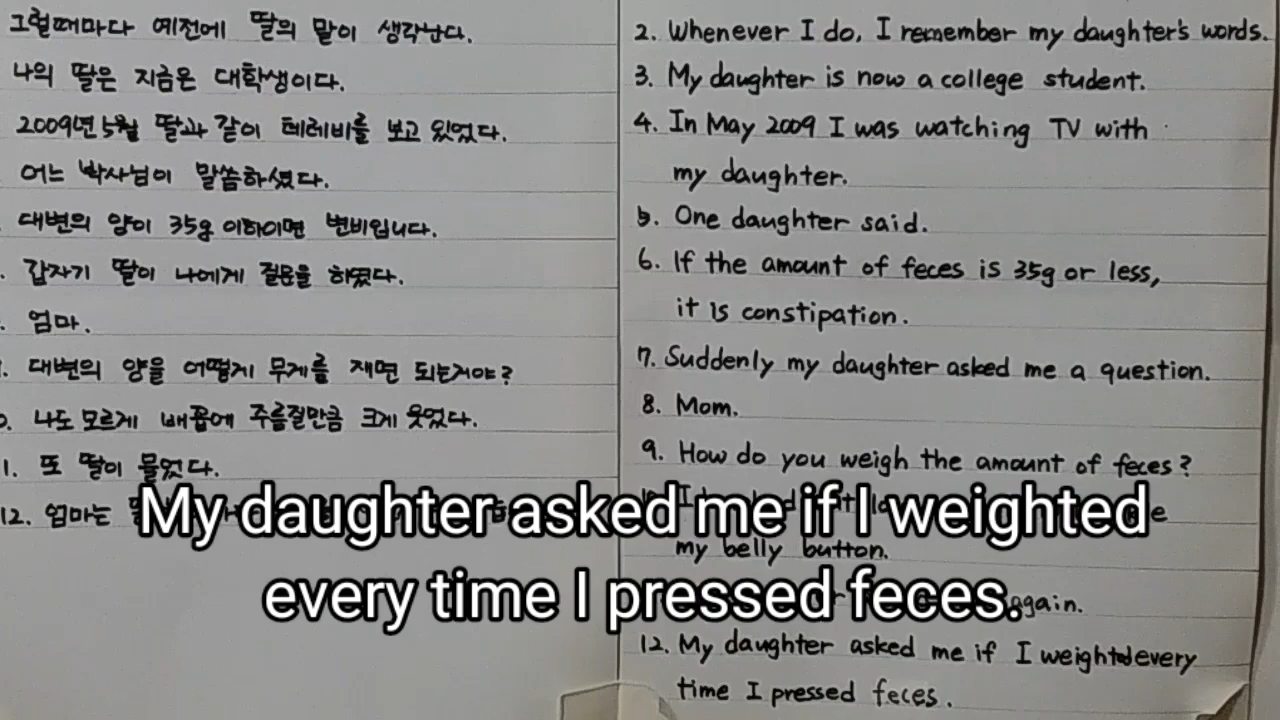 그럴때마다 예전에 딸의 말이 생각난다.
나의 딸은 지금은 대학생이다.
2009년 5월 딸과 같이 테레비를 보고 있었다.
어느 박사님이 말씀하셨다.
대변의 양이 35g 이하이면 변비입니다.
갑자기 딸이 나에게 질문을 하였다.
엄마.
대변의 양을 어떻게 무게를 재면 되는거야?
나도 모르게 배꼽에 주름질만큼 크게 웃었다.
1. 또 딸이 물었다.
12. 엄마는
2. Whenever I do, I remember my daughter's words.
3. My daughter is now a college student.
4. In May 2009 I was watching TV with
my daughter.
5. One daughter said.
6. If the amount of feces is 35g or less,
it is constipation.
7. Suddenly my daughter asked me a question.
8. Mom.
9. How do you weigh the amount of feces?
my belly button.
again.
12. My daughter asked me if I weighted every
time I pressed feces.
My daughter asked me if I weighted
every time I pressed feces.